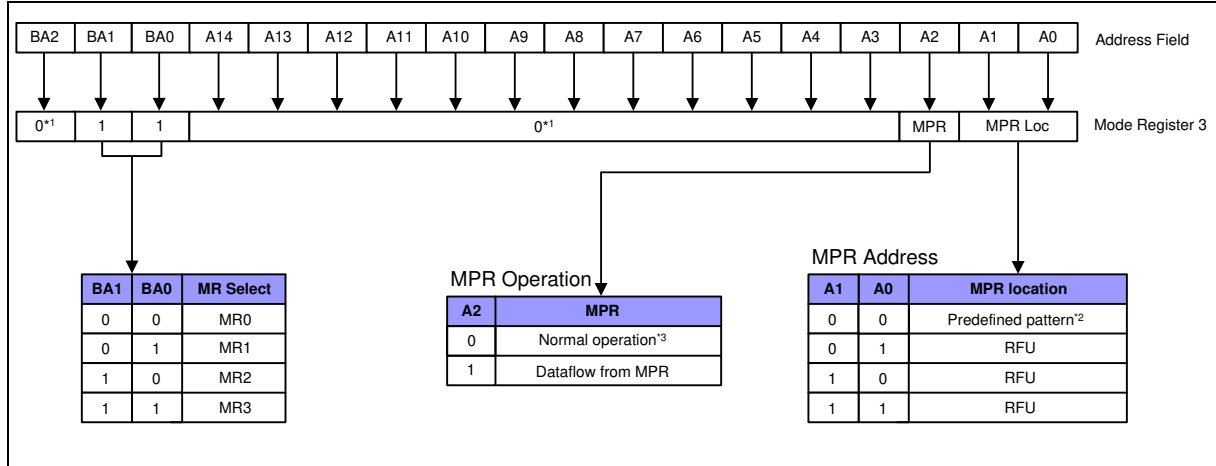 BA2 BA1 BA0 A14 A13 A12 A11 A10 A9 A8 A7 A6 A5 A4 A3 A2 A1 A0 Address Field
0*1 1 1 0*1 MPR MPR Loc Mode Register 3
BA1 BA0 MR Select
0 0 MR0
0 1 MR1
1 0 MR2
1 1 MR3
MPR Operation
A2 MPR
0 Normal operation*3
1 Dataflow from MPR
MPR Address
A1 A0 MPR location
0 0 Predefined pattern*2
0 1 RFU
1 0 RFU
1 1 RFU